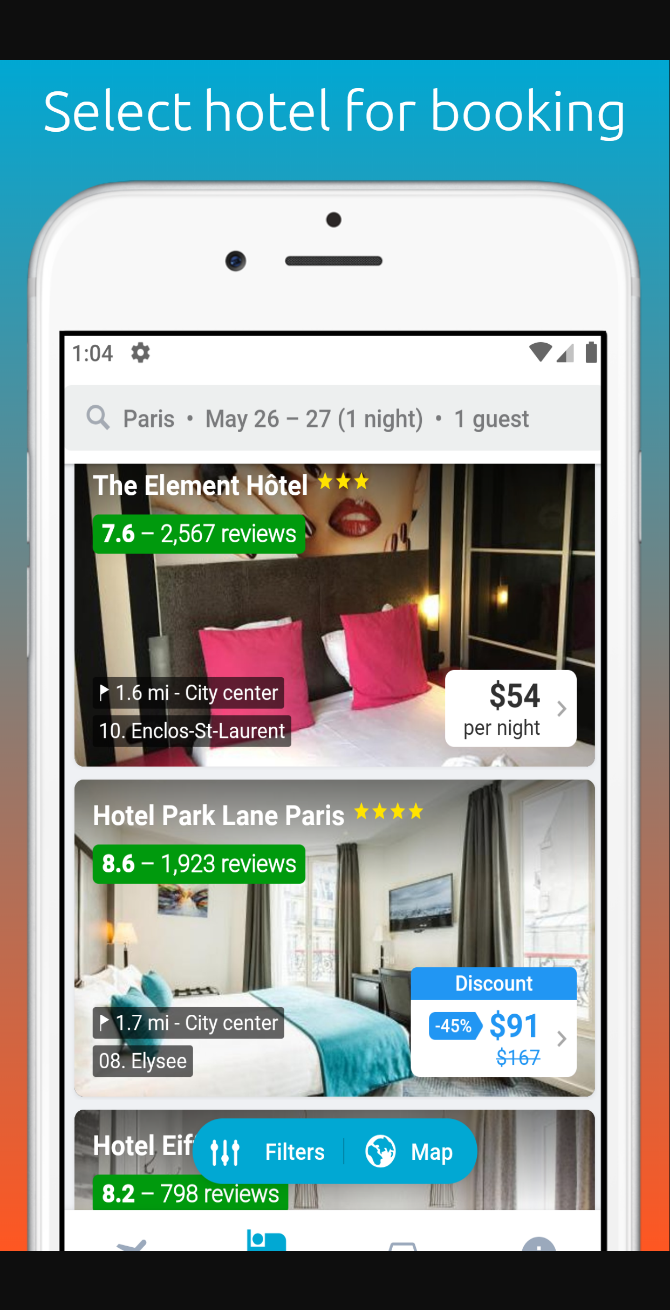 Select hotel for booking
1:04
Paris • May 26 – 27 (1 night) • 1 guest
The Element Hôtel
7.6 – 2,567 reviews
1.6 mi - City center
10. Enclos-St-Laurent
$54
per night
Hotel Park Lane Paris
8.6 – 1,923 reviews
1.7 mi - City center
08. Elysee
Discount
-45% $91
$167
Hotel
Filters
Map
8.2 – 798 reviews